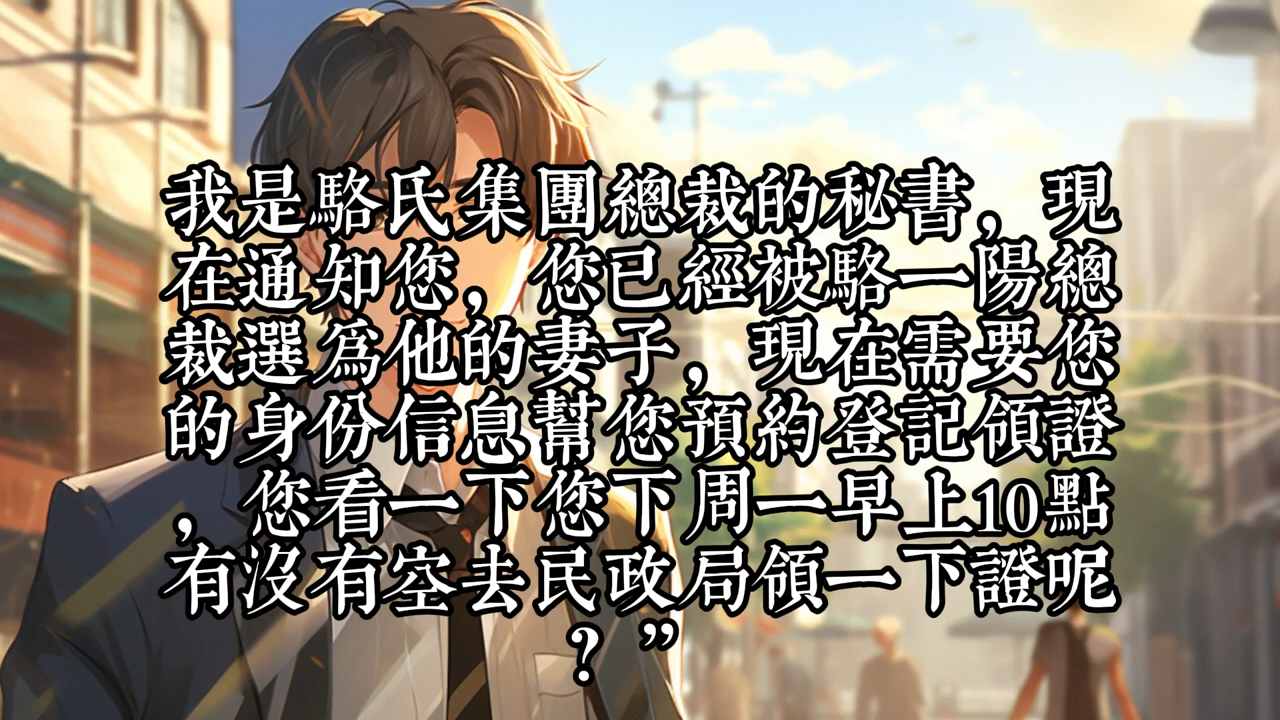 我是駱氏集團總裁的秘書，現
在通知您，您已經被駱一陽總
裁選爲他的妻子，現在需要您
的身份信息幫您預約登記領證
，您看一下您下周一早上10點
有沒有空去民政局領一下證呢
？”